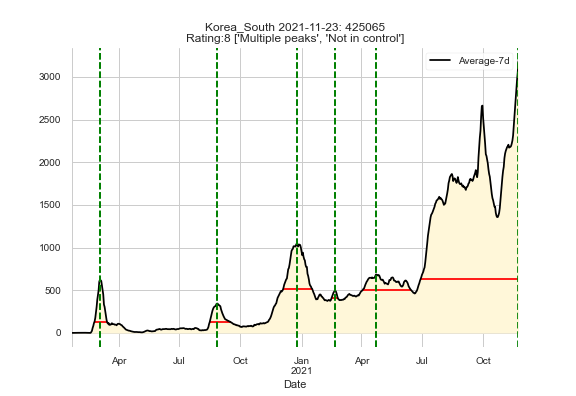 Korea_South 2021-11-23: 425065
Rating:8 ['Multiple peaks', 'Not in control']
Average-7d
3000
2500
2000
1500
1000
500
0
Apr
Jul
Oct
Jan
2021
Apr
Jul
Oct
Date